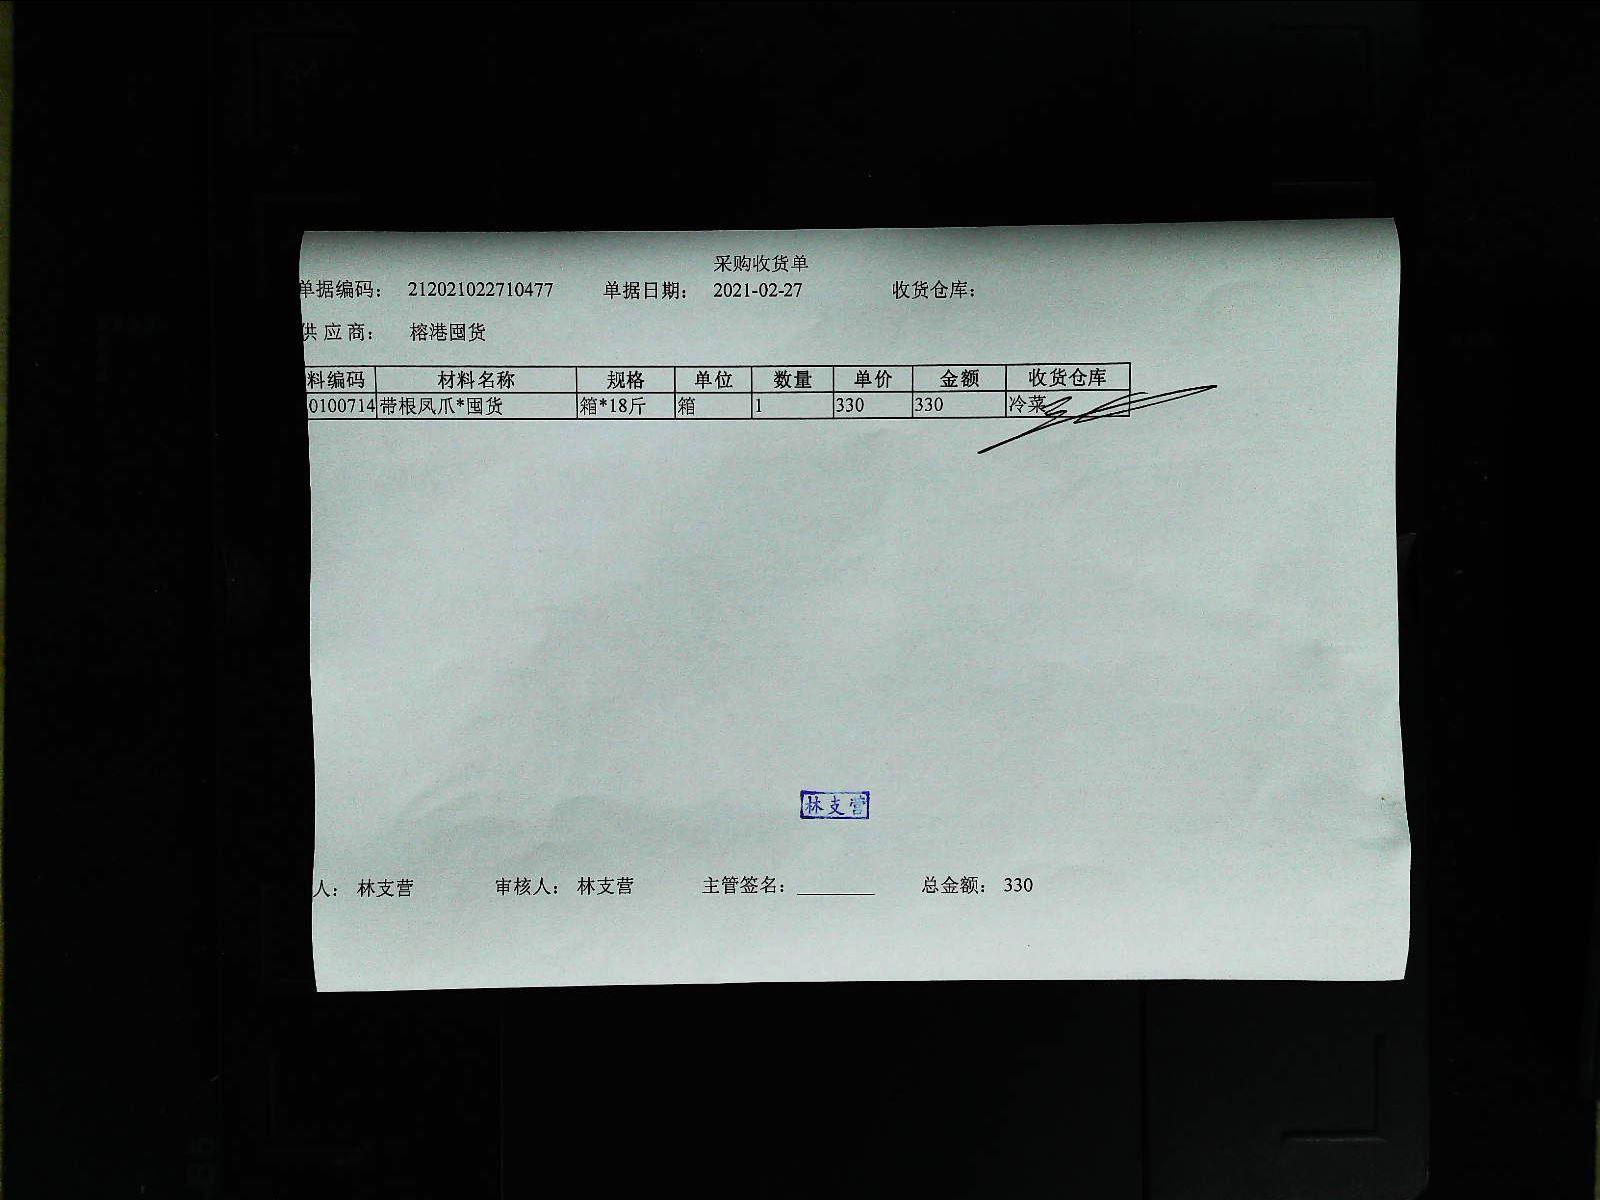 采购收货单
单据编码： 212021022710477 单据日期： 2021-02-27 收货仓库：
供应商： 榕港囤货
料编码 材料名称 规格 单位 数量 单价 金额 收货仓库
0100714 带根凤爪*囤货 箱*18斤 箱 1 330 330 冷菜
林支营
人： 林支营 审核人： 林支营 主管签名： 总金额： 330